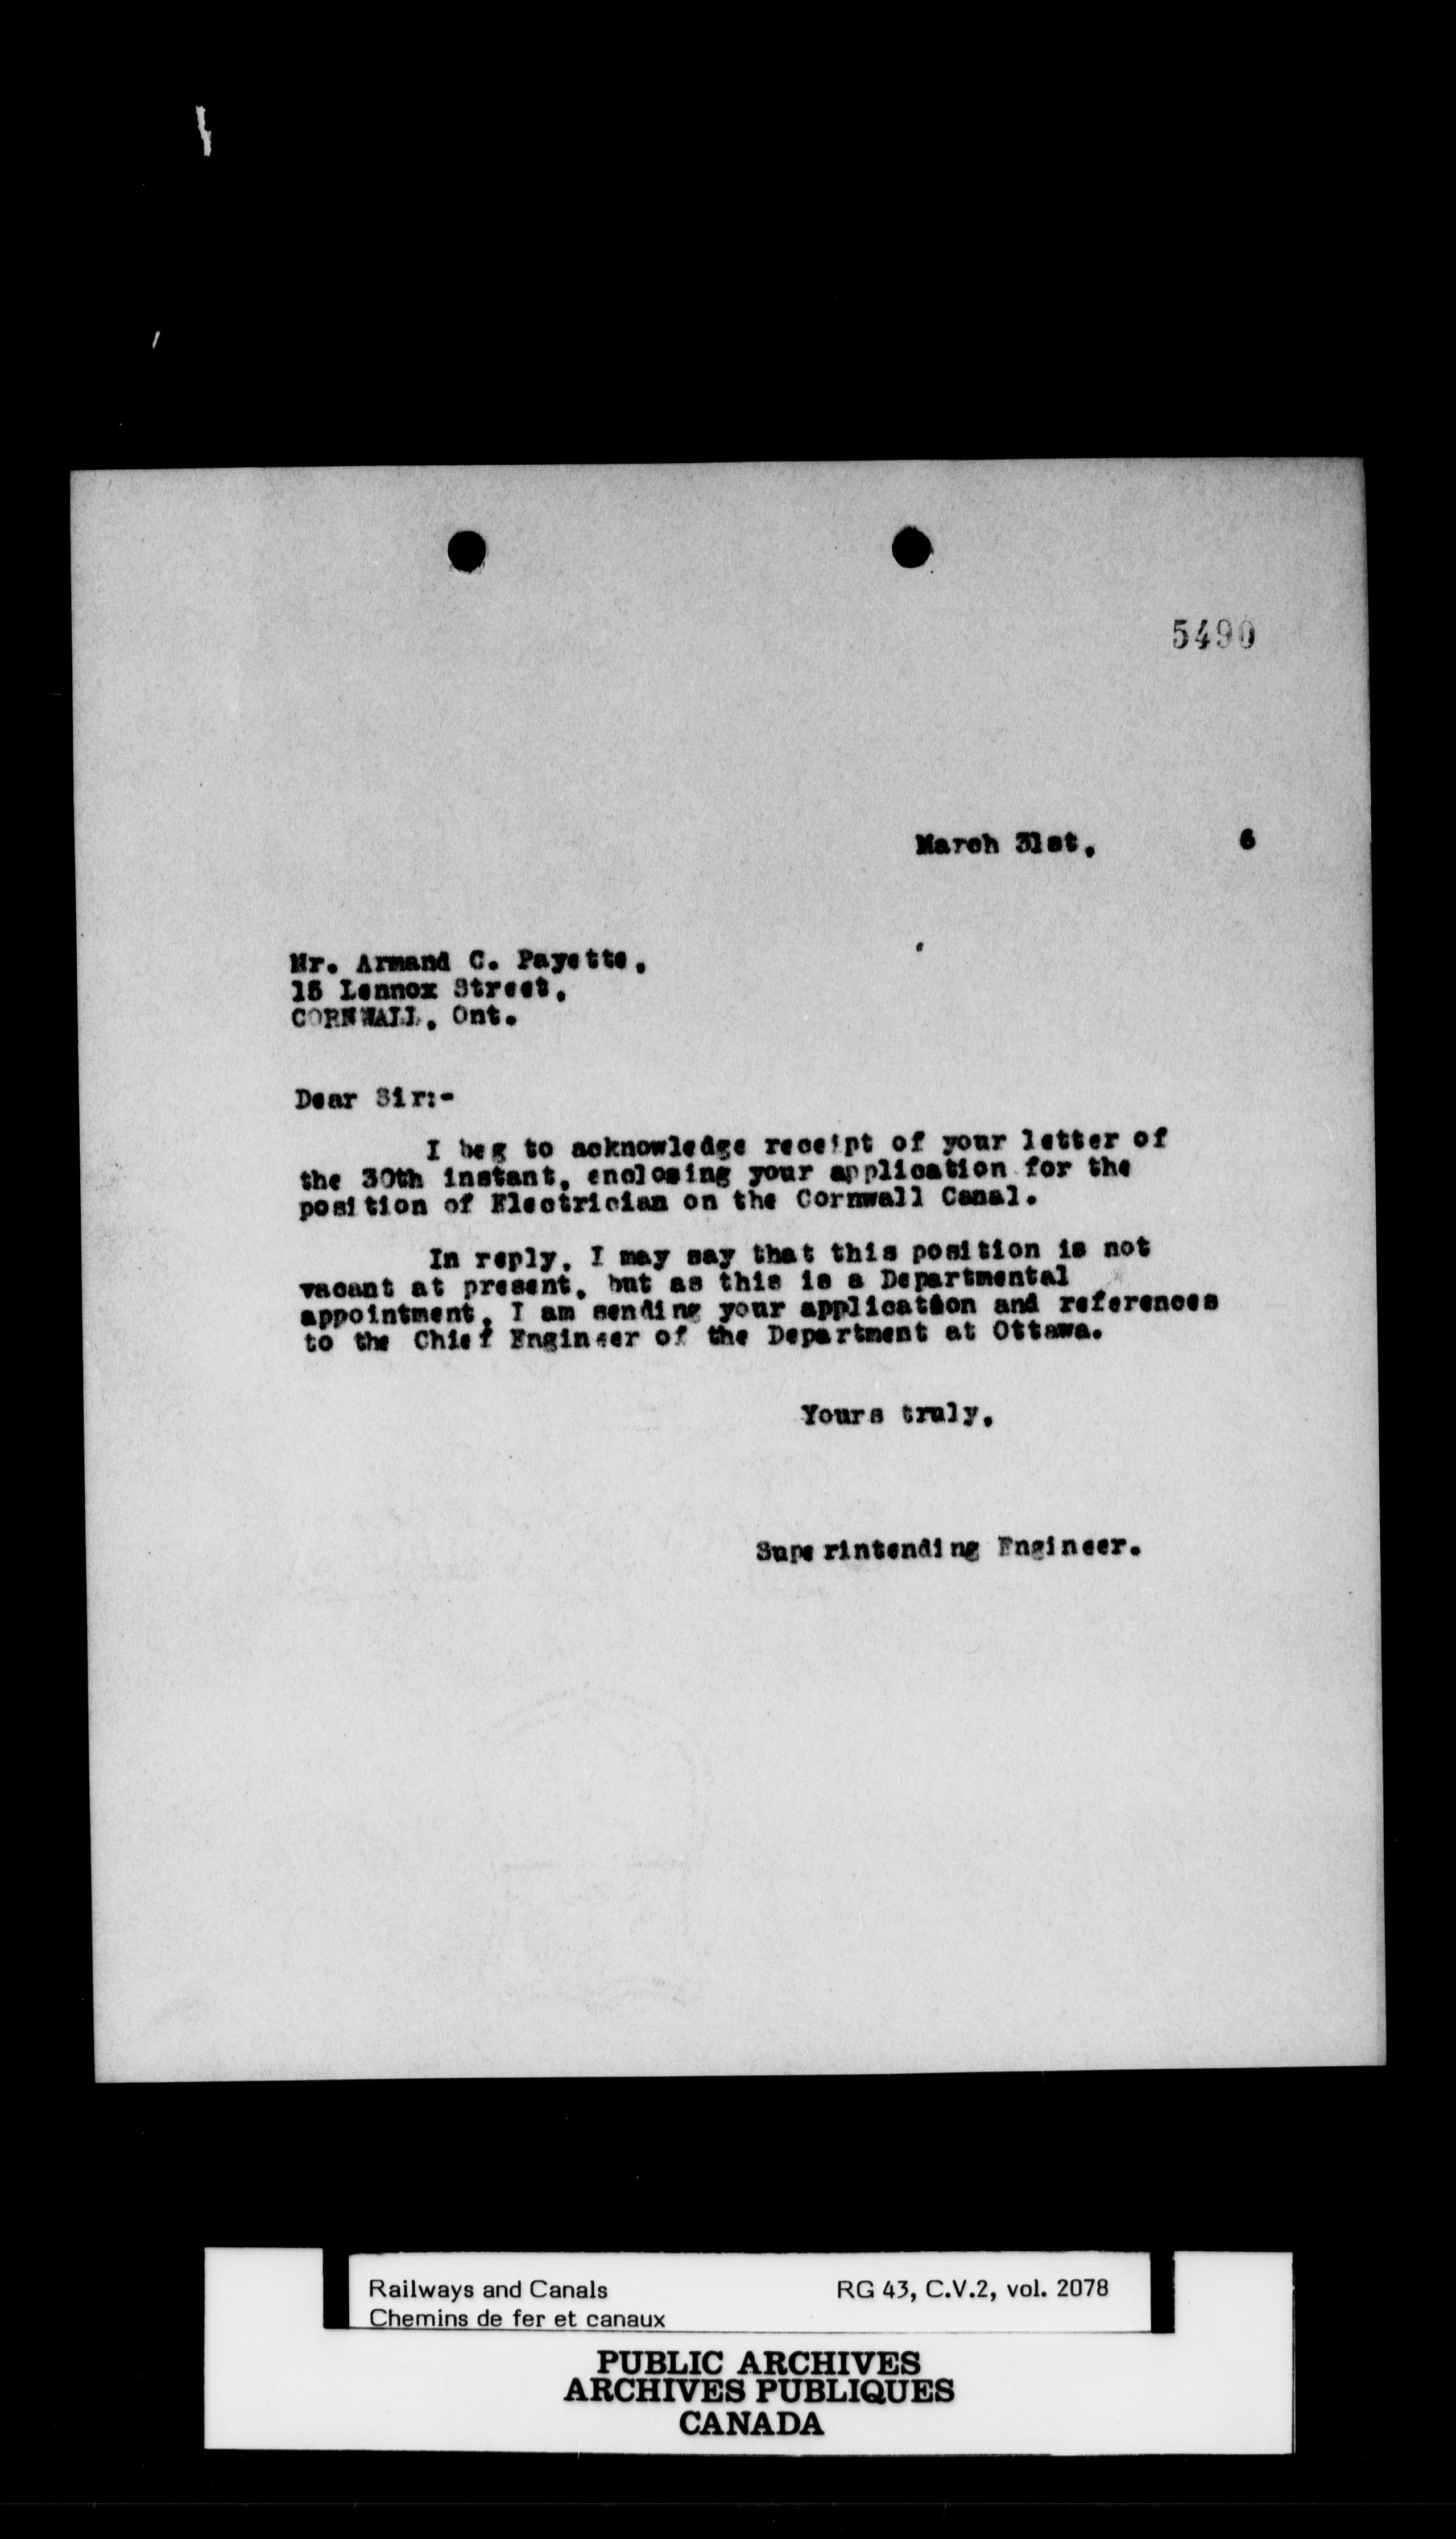 5490
March 31st, 6
Mr. Armand C. Payette,
15 Lennox Street,
CORNWALL, Ont.
Dear Sir:-
I beg to acknowledge receipt of your letter of
the 30th instant, enclosing your application for the
position of Electrician on the Cornwall Canal.
In reply, I may say that this position is not
vacant at present, but as this is a Departmental
appointment, I am sending your application and references
to the Chief Engineer of the Department at Ottawa.
Yours truly,
Superintending Engineer.
Railways and Canals RG 43, C.V.2, vol. 2078
Chemins de fer et canaux
PUBLIC ARCHIVES
ARCHIVES PUBLIQUES
CANADA